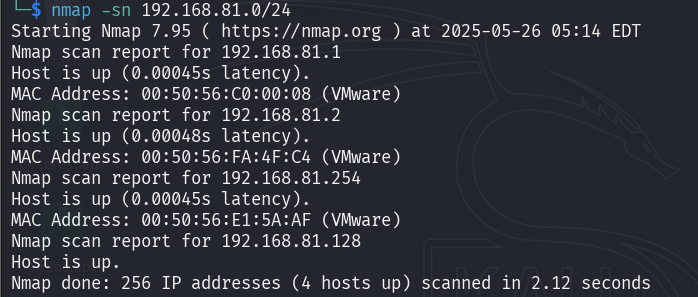 └─$ nmap -sn 192.168.81.0/24
Starting Nmap 7.95 ( https://nmap.org ) at 2025-05-26 05:14 EDT
Nmap scan report for 192.168.81.1
Host is up (0.00045s latency).
MAC Address: 00:50:56:C0:00:08 (VMware)
Nmap scan report for 192.168.81.2
Host is up (0.00048s latency).
MAC Address: 00:50:56:FA:4F:C4 (VMware)
Nmap scan report for 192.168.81.254
Host is up (0.00045s latency).
MAC Address: 00:50:56:E1:5A:AF (VMware)
Nmap scan report for 192.168.81.128
Host is up.
Nmap done: 256 IP addresses (4 hosts up) scanned in 2.12 seconds